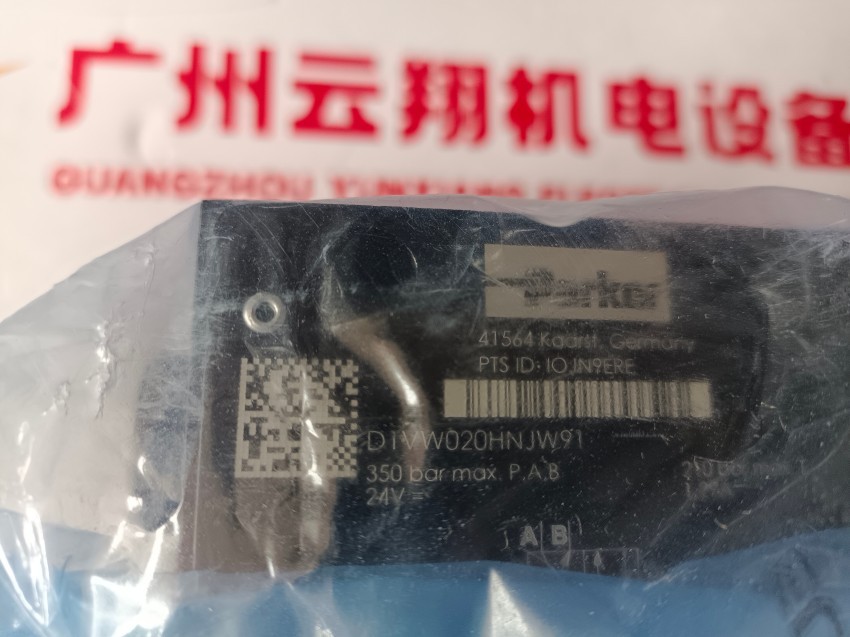 广州云翔机电设备
GUANGZHOU
Parker
41564 Kaarst, Germany
PTS ID: IOJN9ERE
D1VW020HNJW91
350 bar max. P,A,B
24V
A B